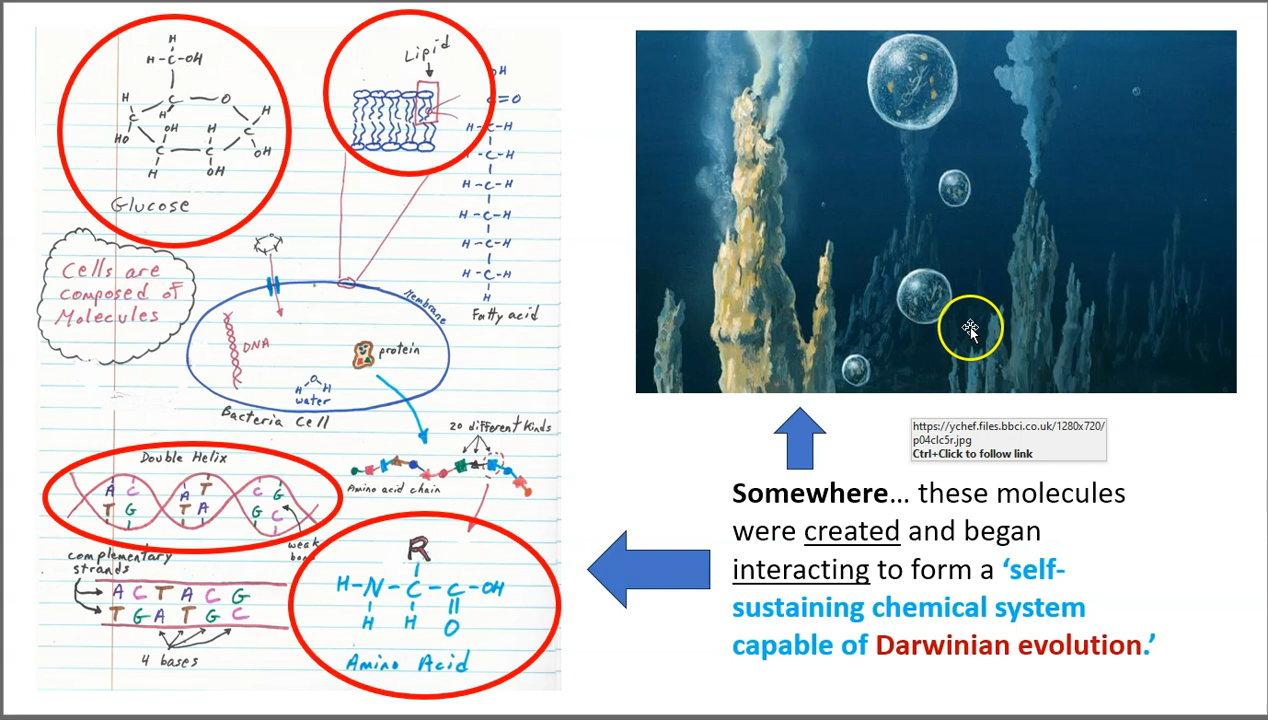 H
H-C-OH
C
O
H
H
C
H
C
HO
OH
H
OH
C
C
H
OH
Glucose
Lipid
OH
C=O
H-C-H
H-C-H
H-C-H
H-C-H
H-C-H
H-C-H
H
Fatty acid
Cells are
composed of
Molecules
Membrane
DNA
protein
O
H H
water
Bacteria Cell
20 different kinds
Amino acid chain
Double Helix
A C A T C G
T G T A G C
weak
bond
complementary
strands
A C T A C G
T G A T G C
4 bases
R
H-N-C-C-OH
H H O
Amino Acid
https://ychef.files.bbci.co.uk/1280x720/
p04clc5r.jpg
Ctrl+Click to follow link
Somewhere... these molecules
were created and began
interacting to form a ‘self-
sustaining chemical system
capable of Darwinian evolution.’